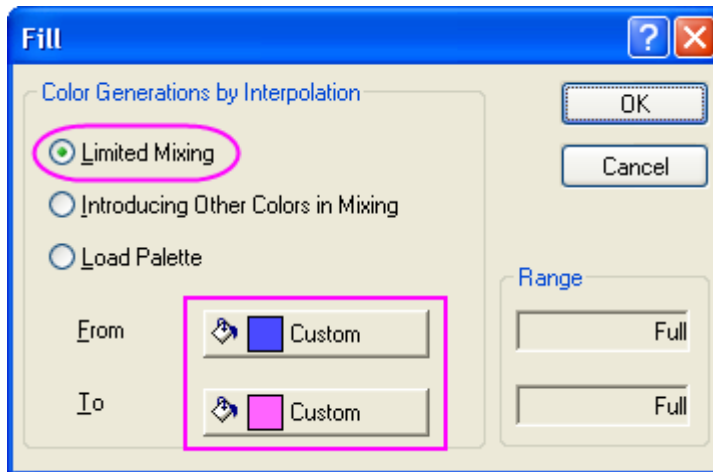 Fill
Color Generations by Interpolation
Limited Mixing
Introducing Other Colors in Mixing
Load Palette
From
Custom
To
Custom
OK
Cancel
Range
Full
Full